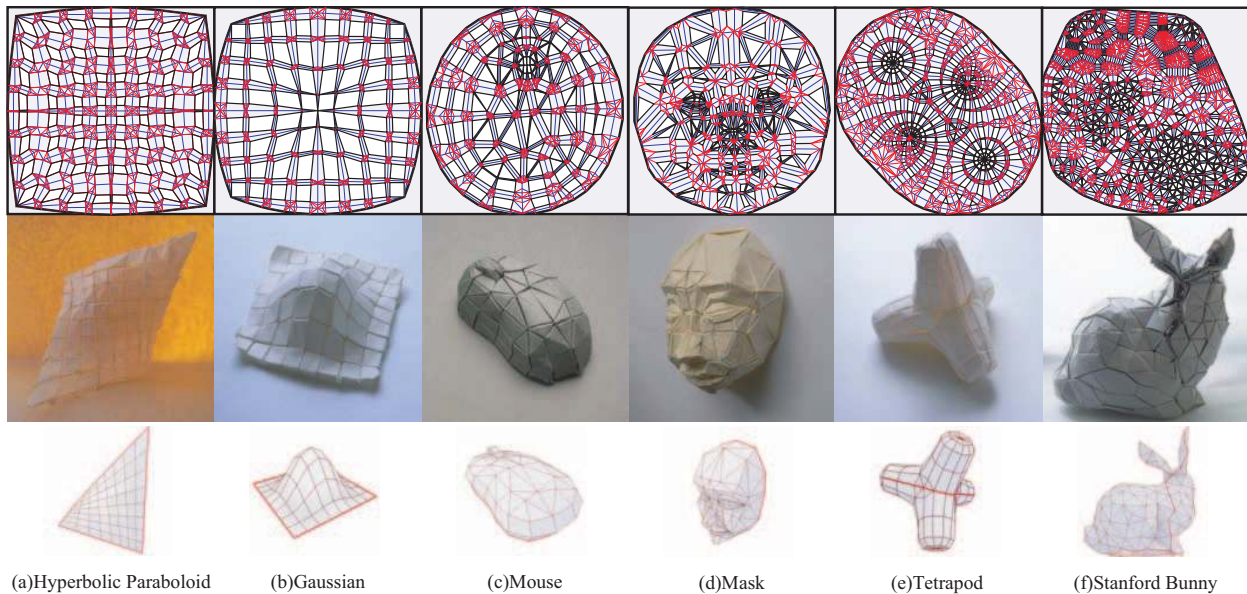 (a)Hyperbolic Paraboloid
(b)Gaussian
(c)Mouse
(d)Mask
(e)Tetrapod
(f)Stanford Bunny